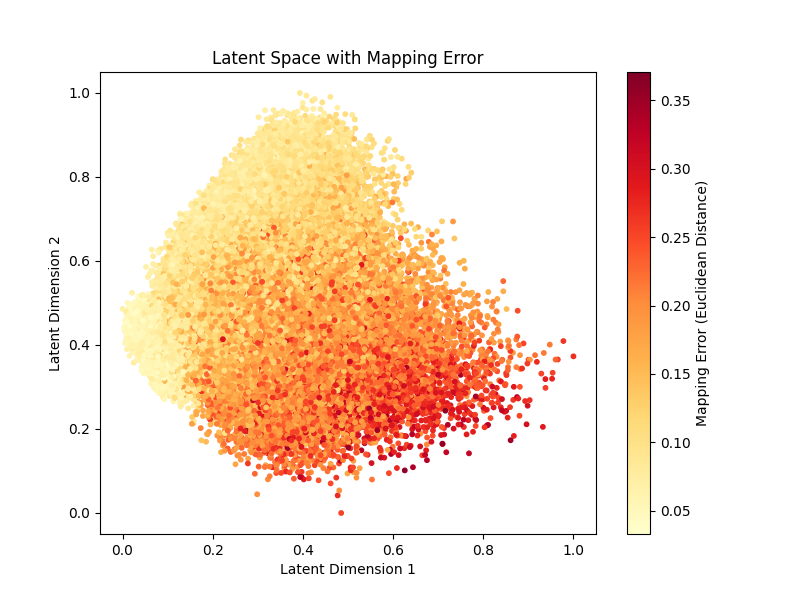 Latent Space with Mapping Error
1.0
0.8
0.6
0.4
0.2
0.0
Latent Dimension 2
0.0 0.2 0.4 0.6 0.8 1.0
Latent Dimension 1
0.35
0.30
0.25
0.20
0.15
0.10
0.05
Mapping Error (Euclidean Distance)